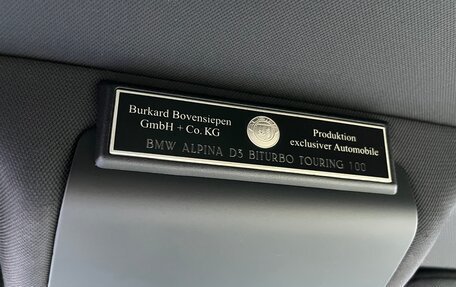 Burkard Bovensiepen
GmbH + Co. KG
Produktion
exclusiver Automobile
BMW ALPINA D3 BITURBO TOURING 100